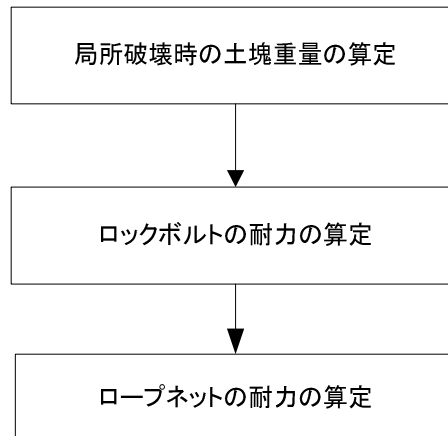 局所破壊時の土塊重量の算定
ロックボルトの耐力の算定
ロープネットの耐力の算定